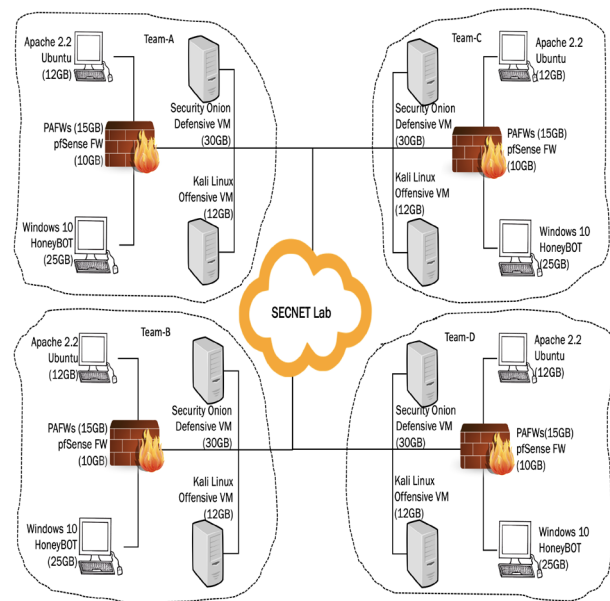 Team-A
Apache 2.2
Ubuntu
(12GB)
Security Onion
Defensive VM
(30GB)
PAFWs (15GB)
pfSense FW
(10GB)
Kali Linux
Offensive VM
(12GB)
Windows 10
HoneyBOT
(25GB)
Team-C
Apache 2.2
Ubuntu
(12GB)
Security Onion
Defensive VM
(30GB)
PAFWs (15GB)
pfSense FW
(10GB)
Kali Linux
Offensive VM
(12GB)
Windows 10
HoneyBOT
(25GB)
SECNET Lab
Team-B
Apache 2.2
Ubuntu
(12GB)
Security Onion
Defensive VM
(30GB)
PAFWs (15GB)
pfSense FW
(10GB)
Kali Linux
Offensive VM
(12GB)
Windows 10
HoneyBOT
(25GB)
Team-D
Apache 2.2
Ubuntu
(12GB)
Security Onion
Defensive VM
(30GB)
PAFWs(15GB)
pfSense FW
(10GB)
Kali Linux
Offensive VM
(12GB)
Windows 10
HoneyBOT
(25GB)